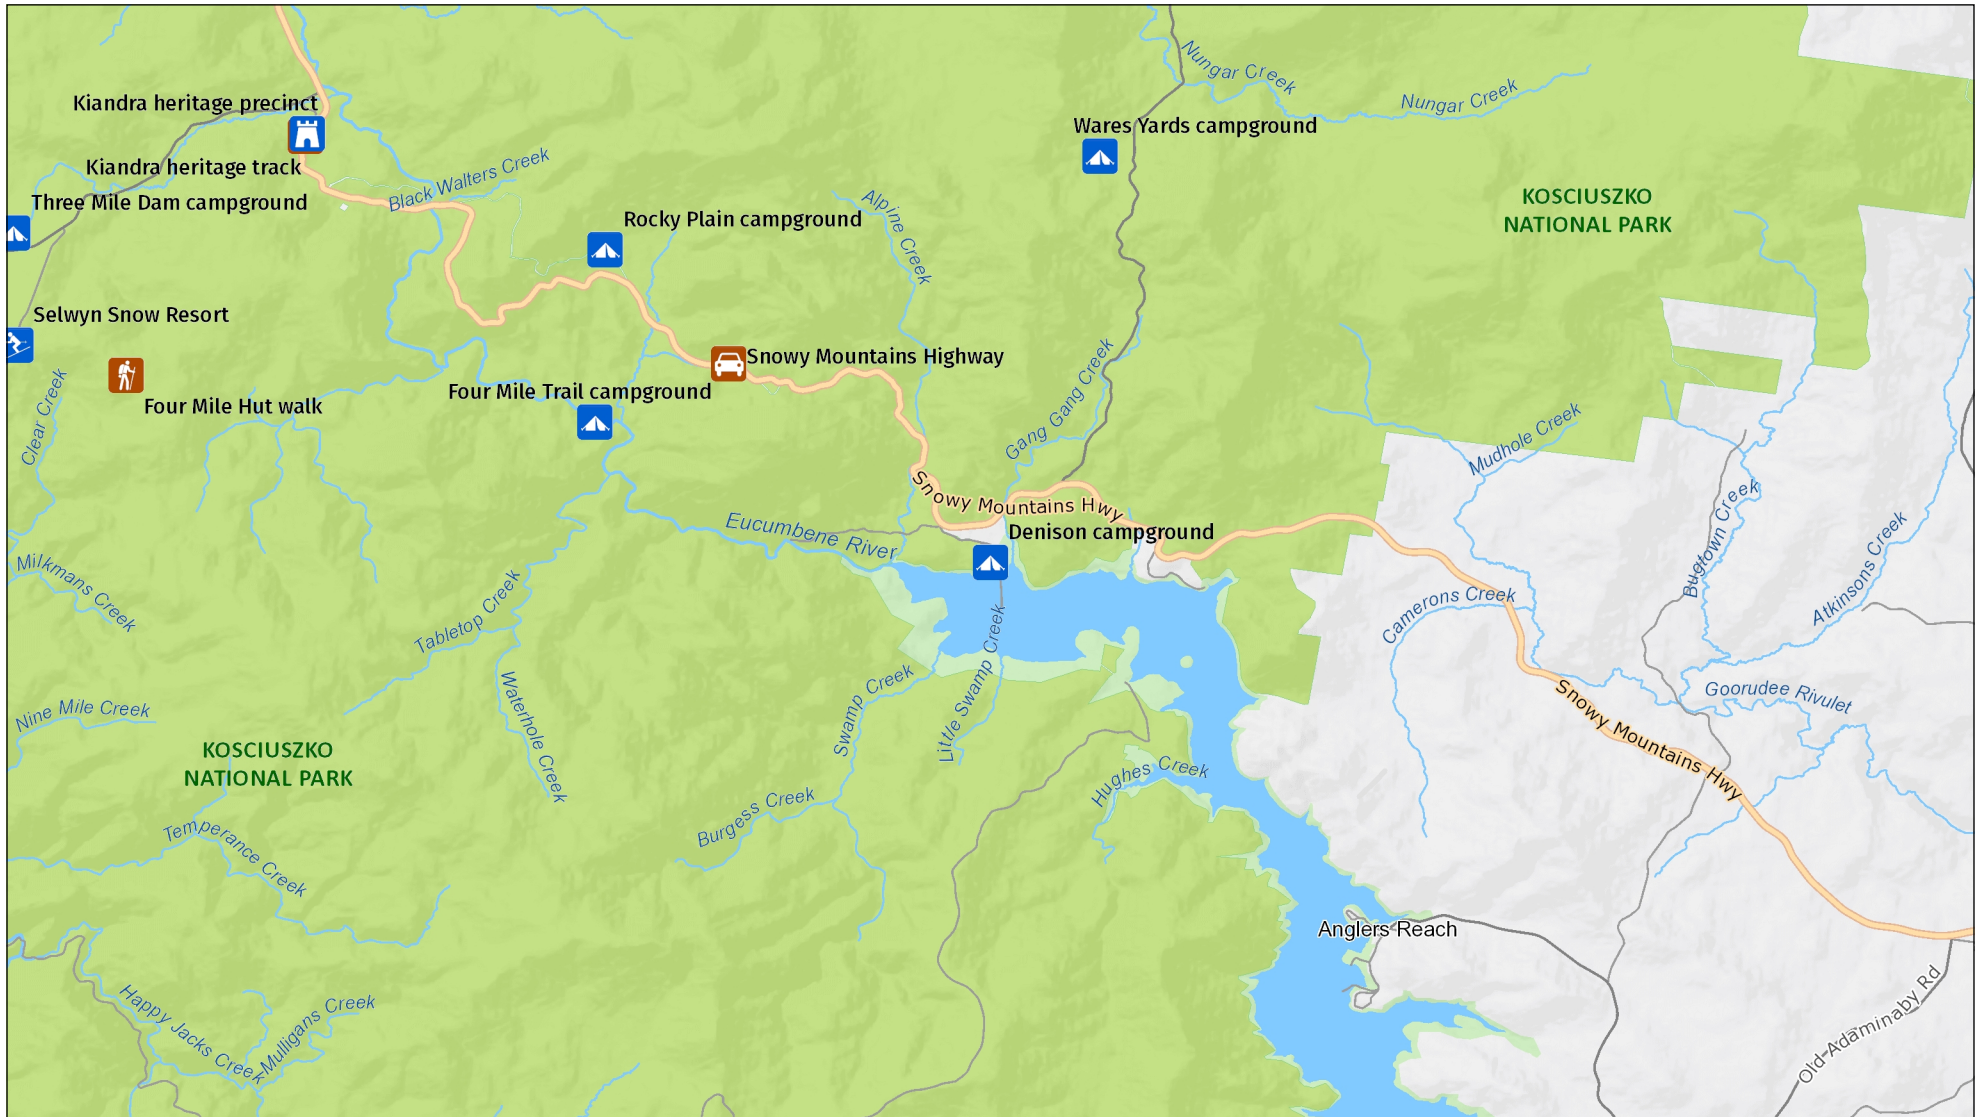 Nungar Creek
Nungar Creek
Kiandra heritage precinct
Wares Yards campground
Kiandra heritage track
Black Walters Creek
Three Mile Dam campground
KOSCIUSZKO
NATIONAL PARK
Rocky Plain campground
Alpine Creek
Selwyn Snow Resort
Snowy Mountains Highway
Four Mile Trail campground
Gang Gang Creek
Four Mile Hut walk
Clear Creek
Mudhole Creek
Snowy Mountains Hwy
Eucumbene River
Denison campground
Bugtown Creek
Atkinsons Creek
Milkmans Creek
Tabletop Creek
Camerons Creek
Little Swamp Creek
Swamp Creek
Waterhole Creek
Goorudee Rivulet
Nine Mile Creek
Snowy Mountains Hwy
KOSCIUSZKO
NATIONAL PARK
Hughes Creek
Burgess Creek
Temperance Creek
Anglers Reach
Happy Jacks Creek
Mulligans Creek
Old Adaminaby Rd